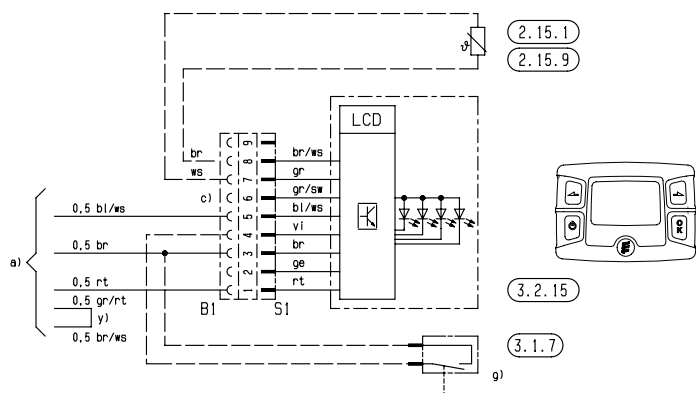 2.15.1
2.15.9
ϑ
LCD
br
ws
c)
9
8
7
6
5
4
3
2
1
br/ws
gr
gr/sw
bl/ws
vi
br
ge
rt
a)
0,5 bl/ws
0,5 br
0,5 rt
0,5 gr/rt
y)
0,5 br/ws
B1
S1
3.2.15
3.1.7
g)
OK